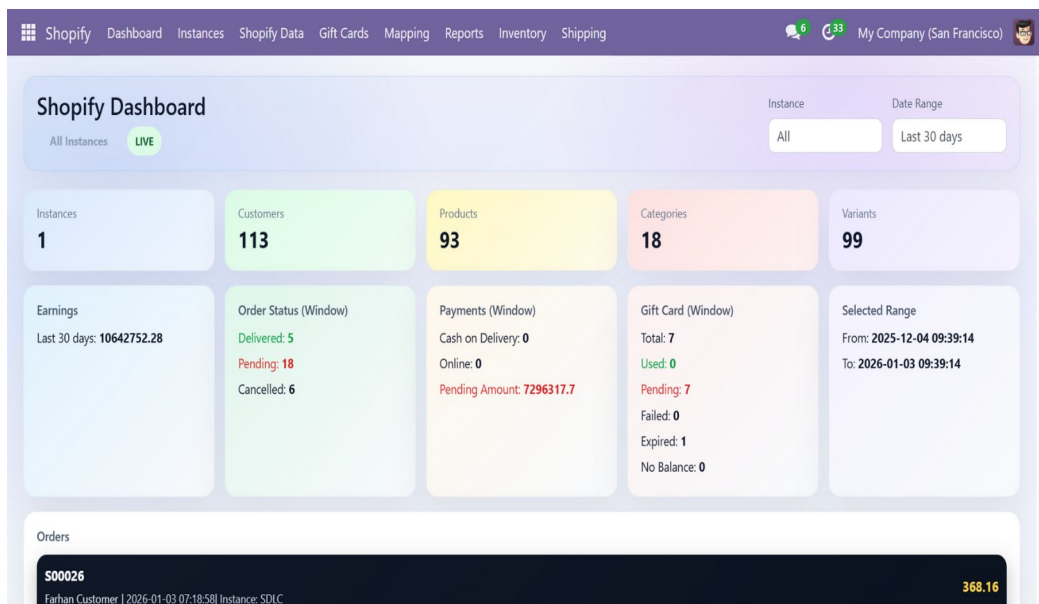 Shopify Dashboard Instances Shopify Data Gift Cards Mapping Reports Inventory Shipping 6 33 My Company (San Francisco)
Shopify Dashboard
All Instances LIVE
Instance
All
Date Range
Last 30 days
Instances
1
Customers
113
Products
93
Categories
18
Variants
99
Earnings
Last 30 days: 10642752.28
Order Status (Window)
Delivered: 5
Pending: 18
Cancelled: 6
Payments (Window)
Cash on Delivery: 0
Online: 0
Pending Amount: 7296317.7
Gift Card (Window)
Total: 7
Used: 0
Pending: 7
Failed: 0
Expired: 1
No Balance: 0
Selected Range
From: 2025-12-04 09:39:14
To: 2026-01-03 09:39:14
Orders
S00026
Farhan Customer | 2026-01-03 07:18:58| Instance: SDLC
368.16